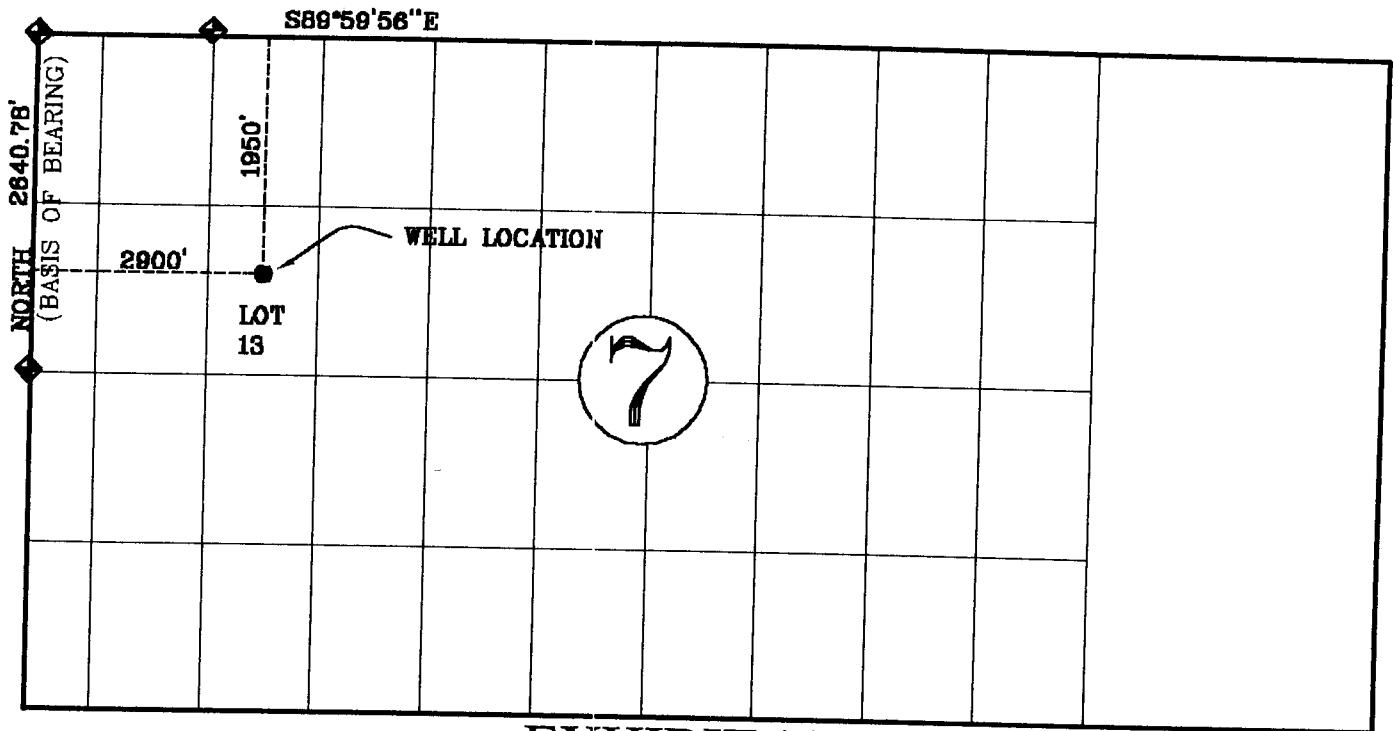 S89°59'56"E
NORTH 2640.78'
(BASIS OF BEARING)
1950'
WELL LOCATION
2900'
LOT
13
7